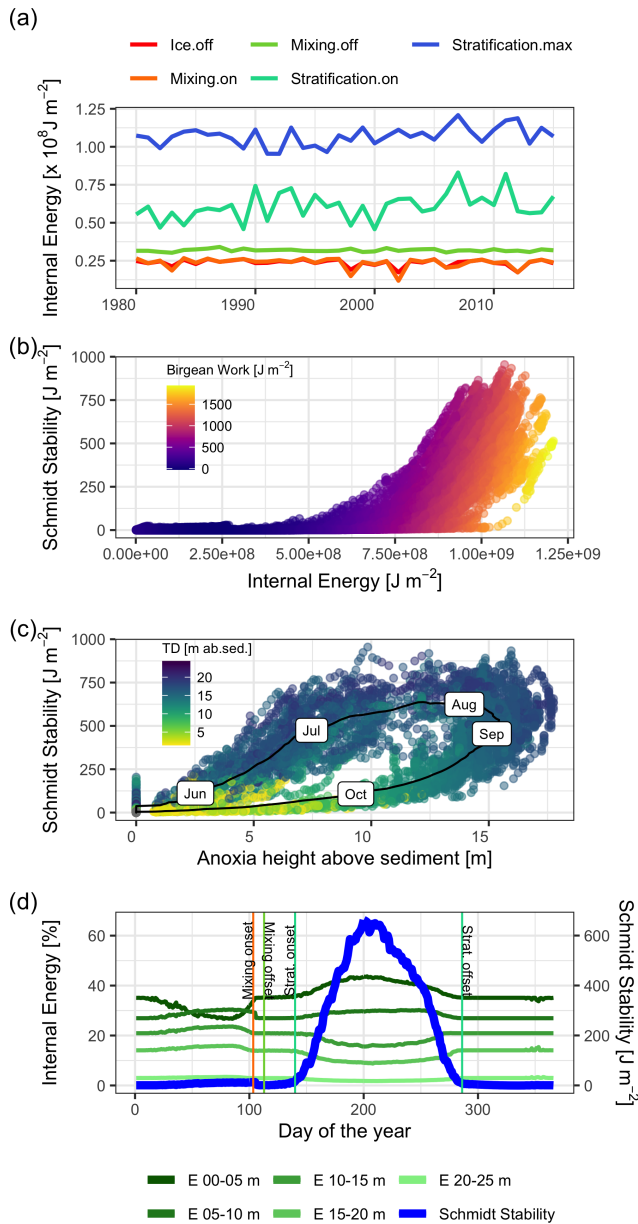 (a)
Ice.off Mixing.off Stratification.max
Mixing.on Stratification.on
Internal Energy [x 10⁸J m⁻²]
1.25
1.00
0.75
0.50
0.25
1980 1990 2000 2010
(b)
Schmidt Stability [J m⁻²]
1000
750
500
250
0
Birgean Work [J m⁻²]
1500
1000
500
0
0.00e+00 2.50e+08 5.00e+08 7.50e+08 1.00e+09 1.25e+09
Internal Energy [J m⁻²]
(c)
Schmidt Stability [J m⁻²]
1000
750
500
250
0
TD [m ab.sed.]
20
15
10
5
Aug
Jul
Sep
Jun
Oct
0 5 10 15
Anoxia height above sediment [m]
(d)
Internal Energy [%]
60
40
20
0
Mixing onset
Mixing offset
Strat. onset
Strat. offset
600
400
200
0
Schmidt Stability [J m⁻²]
0 100 200 300
Day of the year
E 00-05 m E 10-15 m E 20-25 m
E 05-10 m E 15-20 m Schmidt Stability